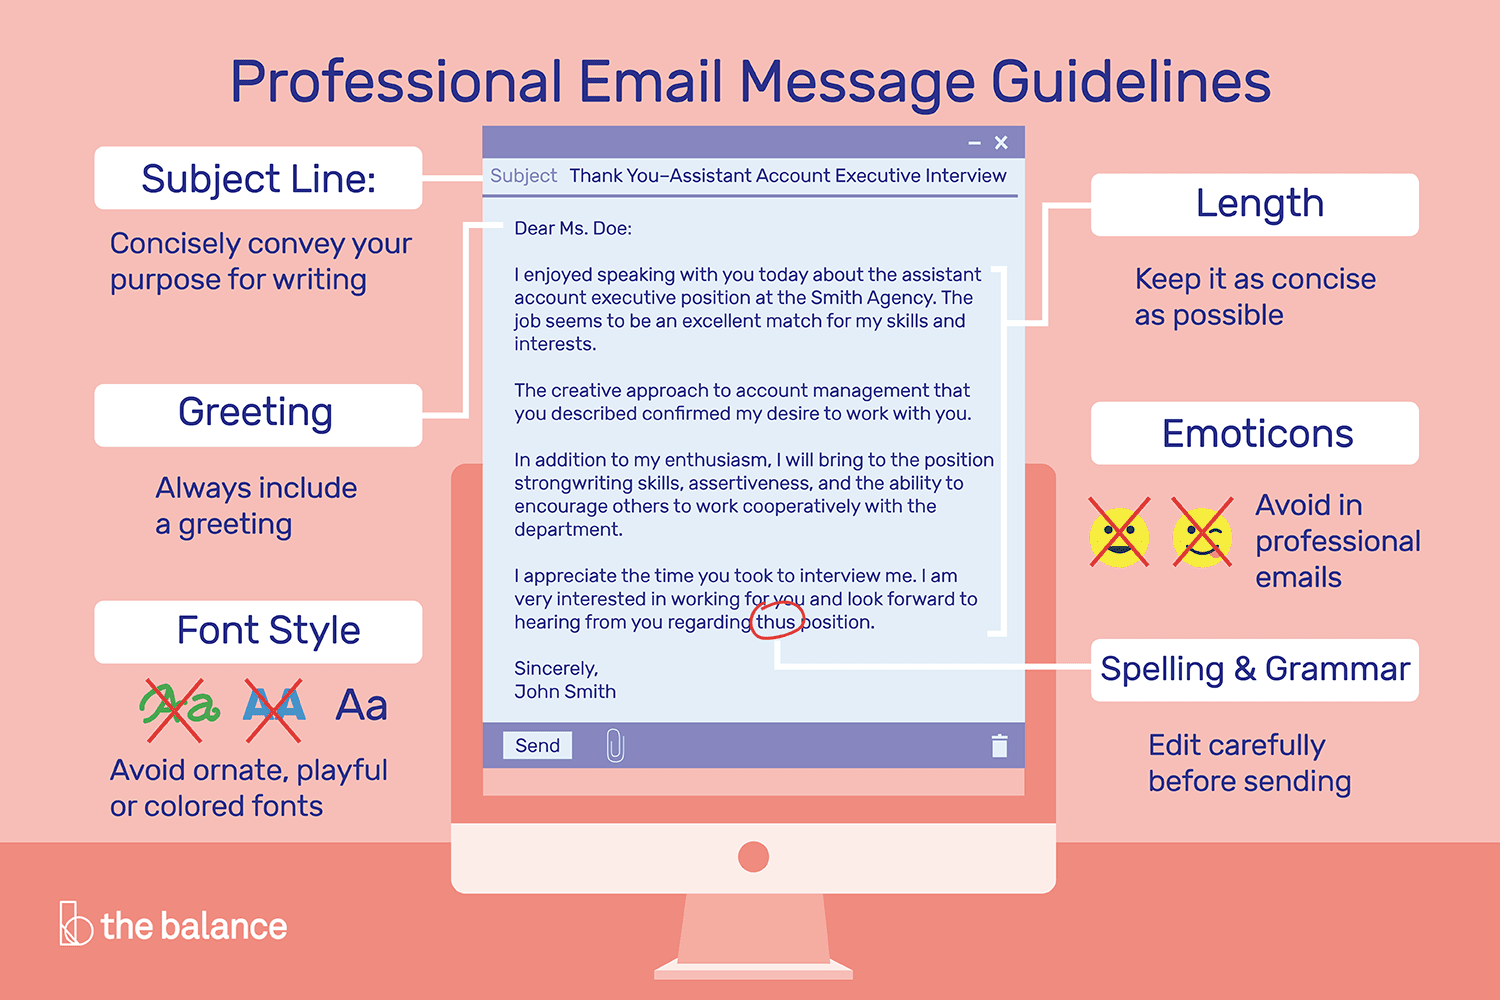 Professional Email Message Guidelines
Subject Line:
Concisely convey your
purpose for writing
Greeting
Always include
a greeting
Font Style
Aa AA Aa
Avoid ornate, playful
or colored fonts
Subject Thank You–Assistant Account Executive Interview
Dear Ms. Doe:
I enjoyed speaking with you today about the assistant
account executive position at the Smith Agency. The
job seems to be an excellent match for my skills and
interests.
The creative approach to account management that
you described confirmed my desire to work with you.
In addition to my enthusiasm, I will bring to the position
strongwriting skills, assertiveness, and the ability to
encourage others to work cooperatively with the
department.
I appreciate the time you took to interview me. I am
very interested in working for you and look forward to
hearing from you regarding thus position.
Sincerely,
John Smith
Send
Length
Keep it as concise
as possible
Emoticons
Avoid in
professional
emails
Spelling & Grammar
Edit carefully
before sending
the balance